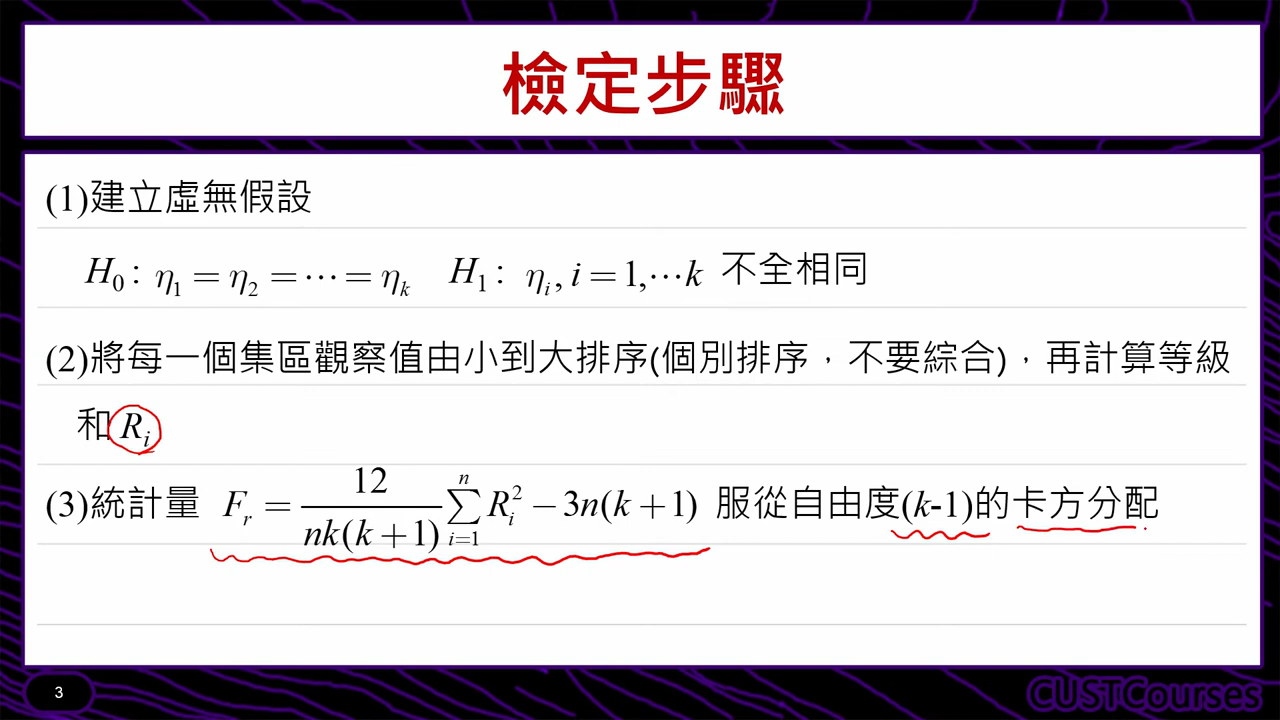 檢定步驟
(1)建立虛無假設
H₀: η₁ = η₂ = ⋯ = ηₖ H₁: ηᵢ, i = 1,⋯k 不全相同
(2)將每一個集區觀察值由小到大排序(個別排序，不要綜合)，再計算等級
和 Rᵢ
(3)統計量 Fᵣ = 12/(nk(k+1)) ∑ᵢ₌₁ⁿ Rᵢ² − 3n(k+1) 服從自由度(k-1)的卡方分配
3
CUSTCourses